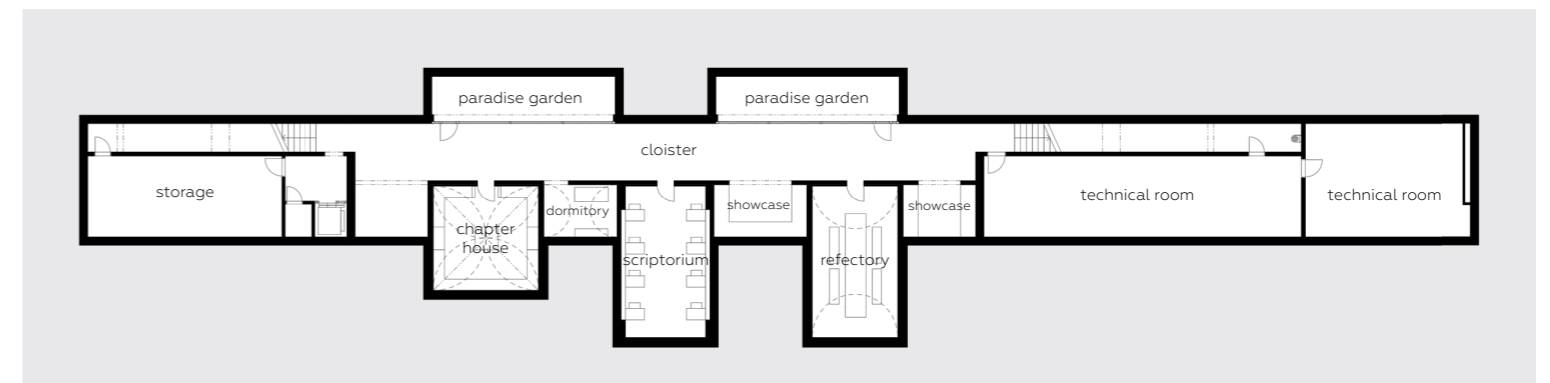 paradise garden
paradise garden
cloister
storage
chapter
house
dormitory
scriptorium
showcase
refectory
showcase
technical room
technical room